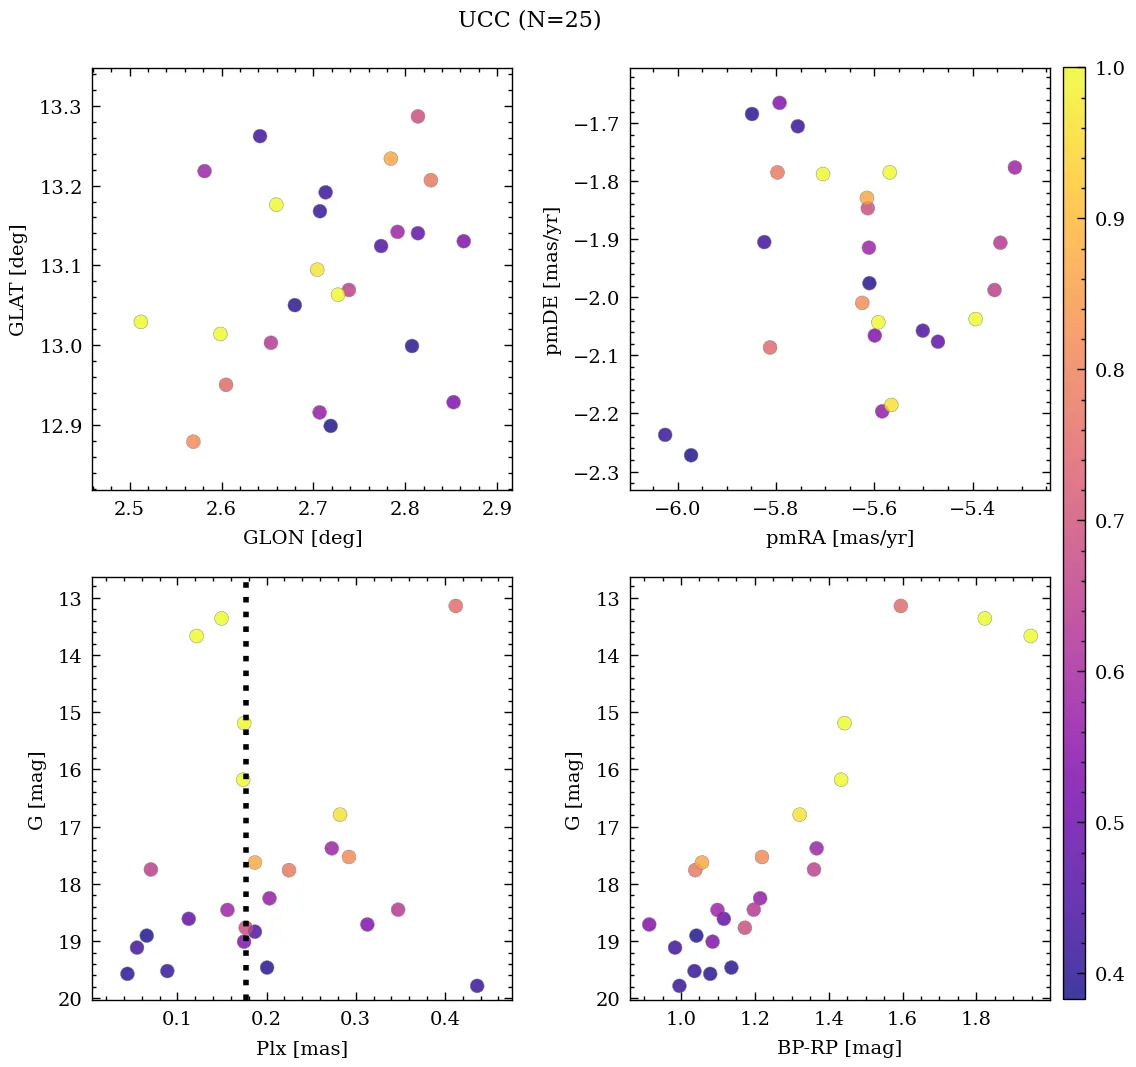 UCC (N=25)
13.3
13.2
13.1
13.0
12.9
GLAT [deg]
2.5 2.6 2.7 2.8 2.9
GLON [deg]
−1.7
−1.8
−1.9
−2.0
−2.1
−2.2
−2.3
pmDE [mas/yr]
−6.0 −5.8 −5.6 −5.4
pmRA [mas/yr]
13
14
15
16
17
18
19
20
G [mag]
0.1 0.2 0.3 0.4
Plx [mas]
13
14
15
16
17
18
19
20
G [mag]
1.0 1.2 1.4 1.6 1.8
BP-RP [mag]
1.0
0.9
0.8
0.7
0.6
0.5
0.4